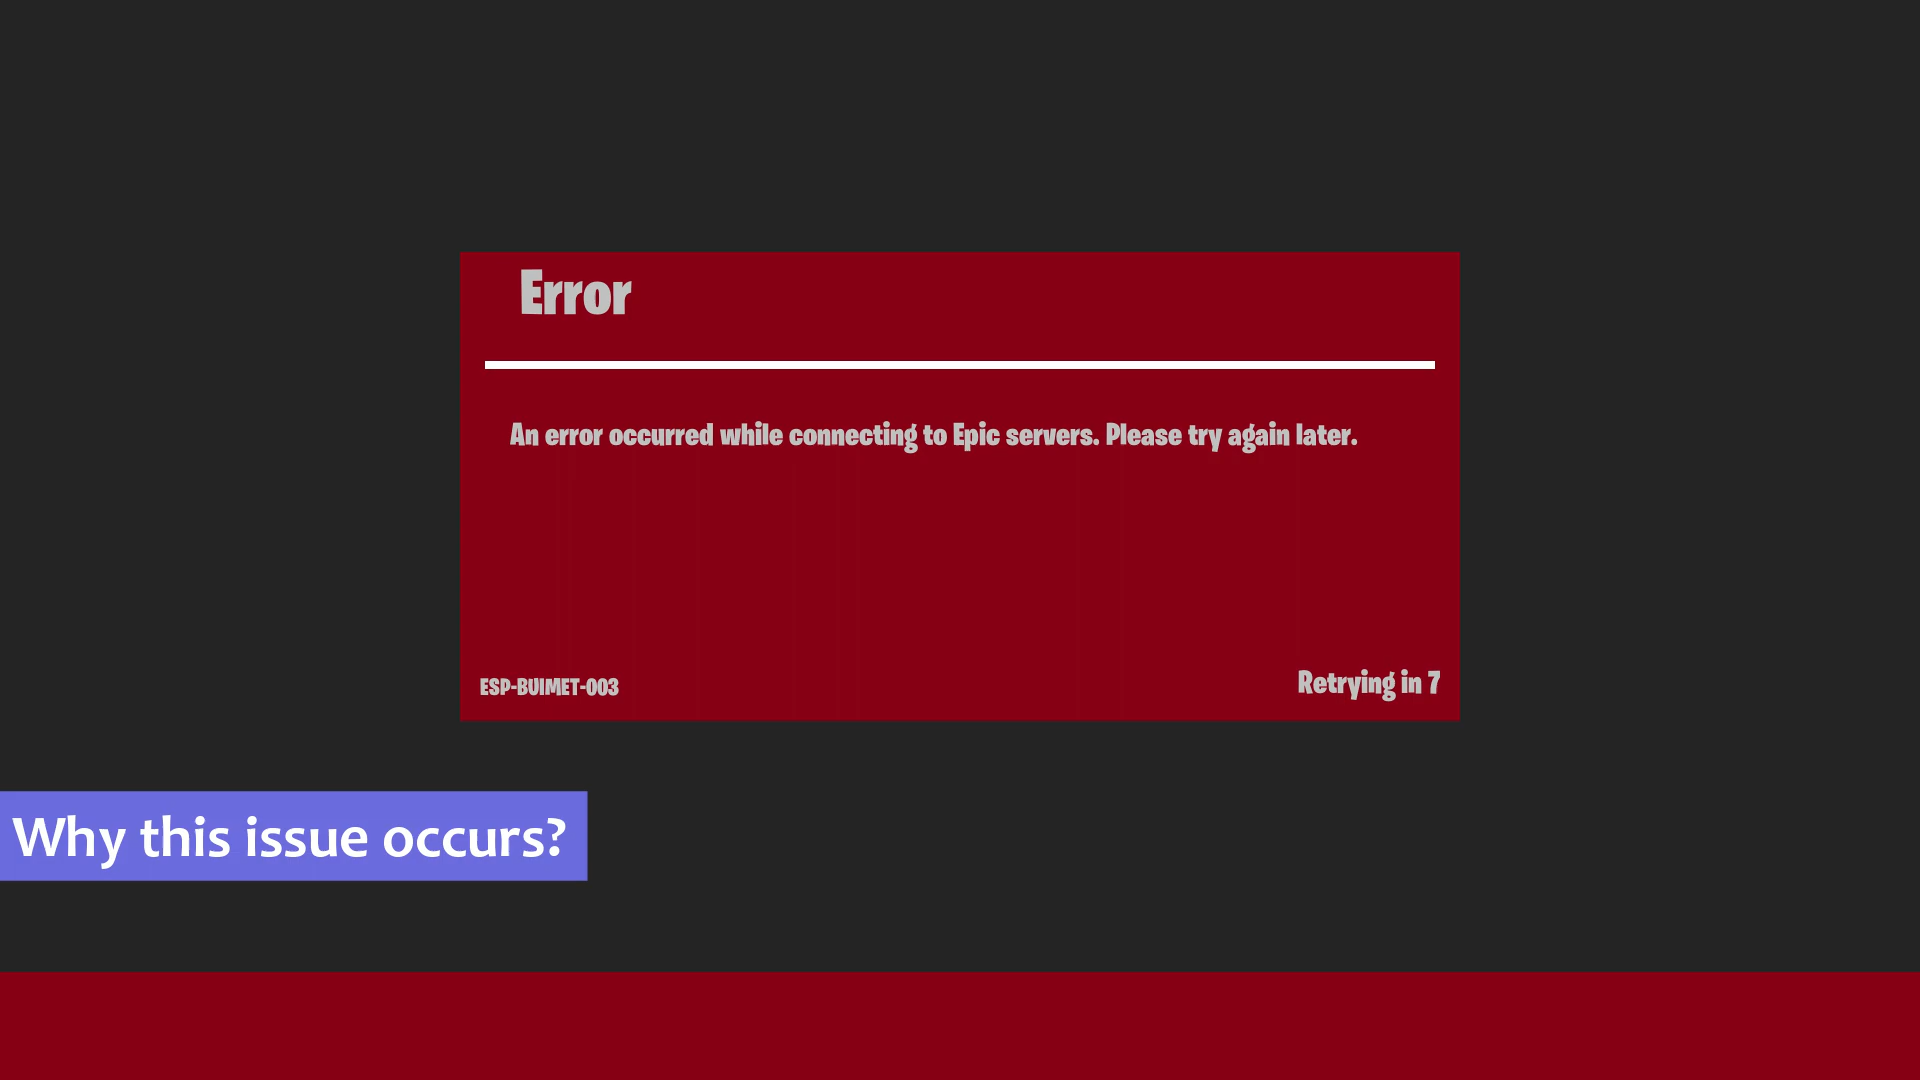 Error
An error occurred while connecting to Epic servers. Please try again later.
ESP-BUIMET-003
Retrying in 7
Why this issue occurs?